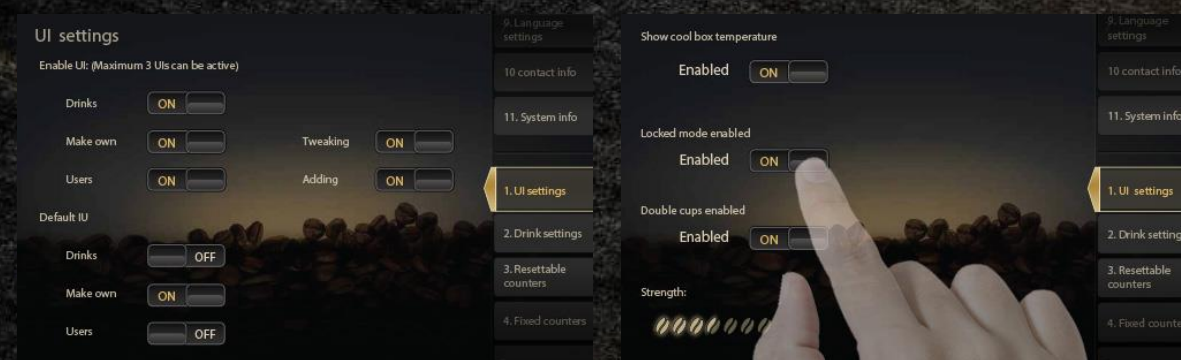 UI settings
Enable UI: (Maximum 3 UIs can be active)
Drinks ON
Make own ON Tweaking ON
Users ON Adding ON
Default IU
Drinks OFF
Make own ON
Users OFF
9. Language
settings
10 contact info
11. System info
1. UI settings
2. Drink settings
3. Resettable
counters
4. Fixed counters
Show cool box temperature
Enabled ON
Locked mode enabled
Enabled ON
Double cups enabled
Enabled ON
Strength:
9. Language
settings
10 contact info
11. System info
1. UI settings
2. Drink setting
3. Resettable
counters
4. Fixed counte